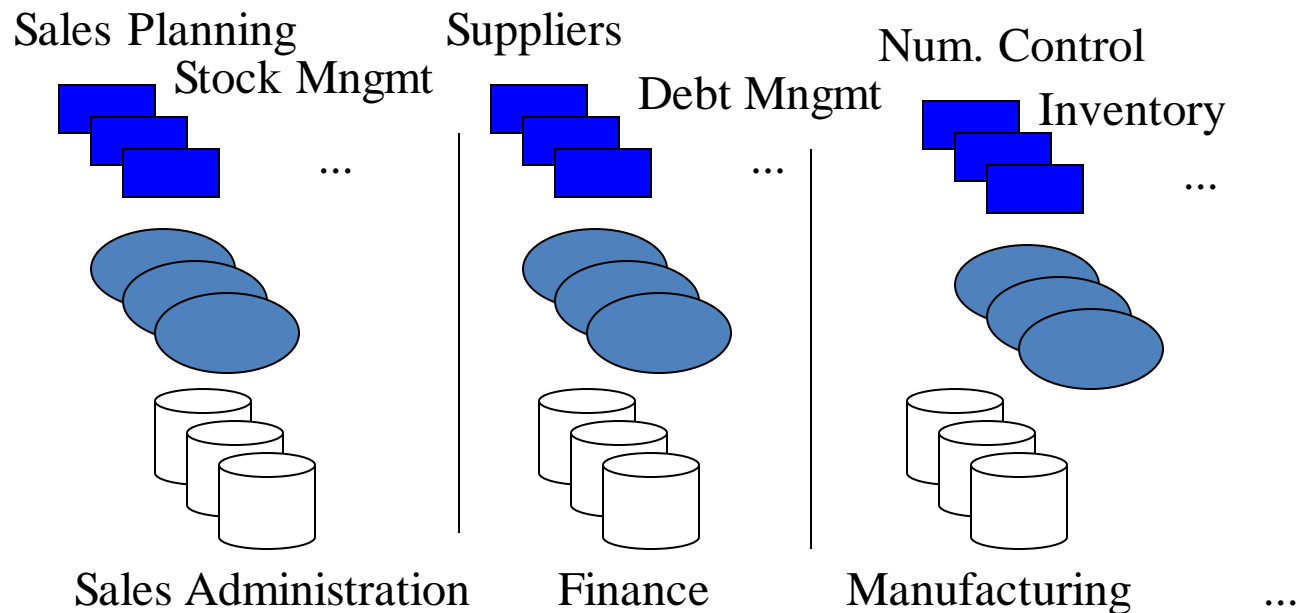 Sales Planning
Stock Mngmt
...
Suppliers
Debt Mngmt
...
Num. Control
Inventory
...
Sales Administration
Finance
Manufacturing
...